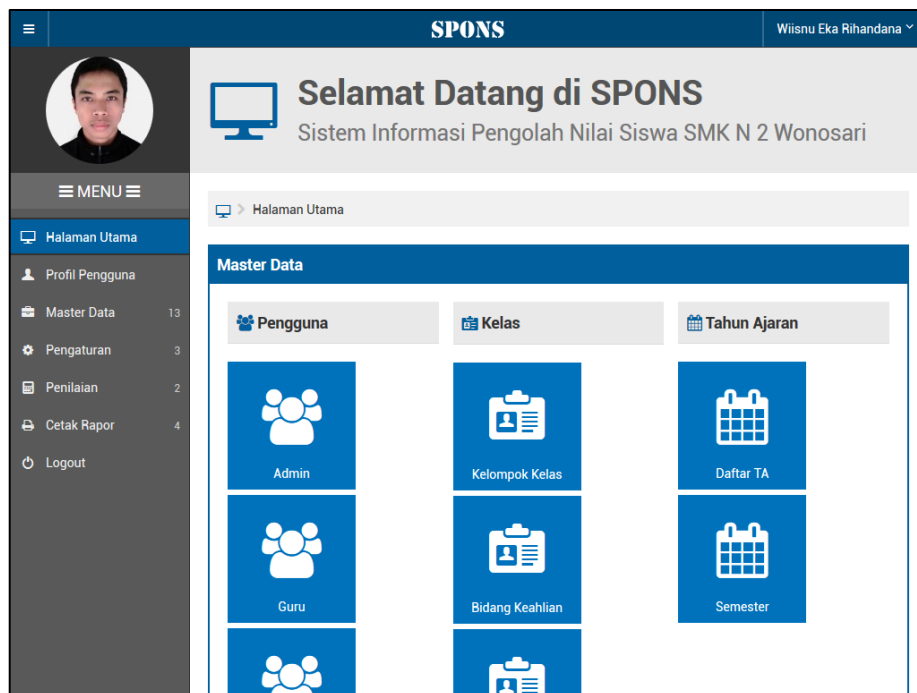 SPONS
Wiisnu Eka Rihandana
Selamat Datang di SPONS
Sistem Informasi Pengolah Nilai Siswa SMK N 2 Wonosari
MENU
Halaman Utama
Profil Pengguna
Master Data 13
Pengaturan 3
Penilaian 2
Cetak Rapor 4
Logout
Halaman Utama
Master Data
Pengguna
Kelas
Tahun Ajaran
Admin
Kelompok Kelas
Daftar TA
Guru
Bidang Keahlian
Semester